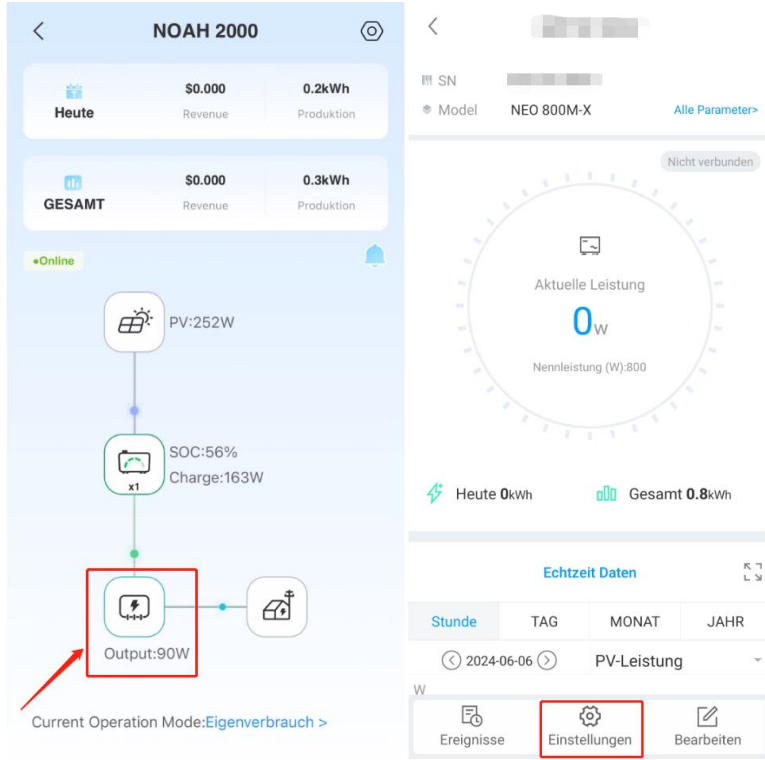 NOAH 2000
$0.000 0.2kWh
Heute Revenue Produktion
$0.000 0.3kWh
GESAMT Revenue Produktion
•Online
PV:252W
SOC:56%
Charge:163W
x1
Output:90W
Current Operation Mode:Eigenverbrauch >
SN
Model NEO 800M-X Alle Parameter>
Nicht verbunden
Aktuelle Leistung
0W
Nennleistung (W):800
Heute 0kWh Gesamt 0.8kWh
Echtzeit Daten
Stunde TAG MONAT JAHR
2024-06-06 PV-Leistung
W
Ereignisse Einstellungen Bearbeiten